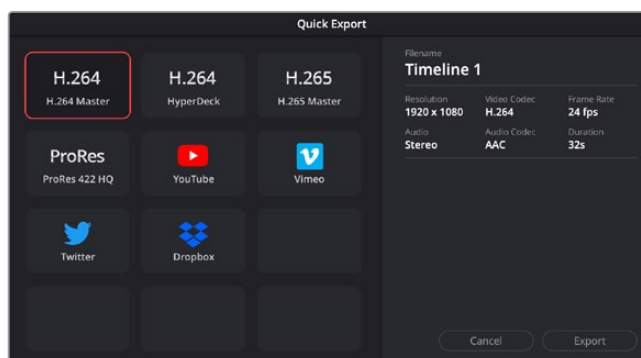 Quick Export
H.264
H.264 Master
H.264
HyperDeck
H.265
H.265 Master
ProRes
ProRes 422 HQ
YouTube
Vimeo
Twitter
Dropbox
Filename
Timeline 1
Resolution Video Codec Frame Rate
1920 x 1080 H.264 24 fps
Audio Audio Codec Duration
Stereo AAC 32s
Cancel Export